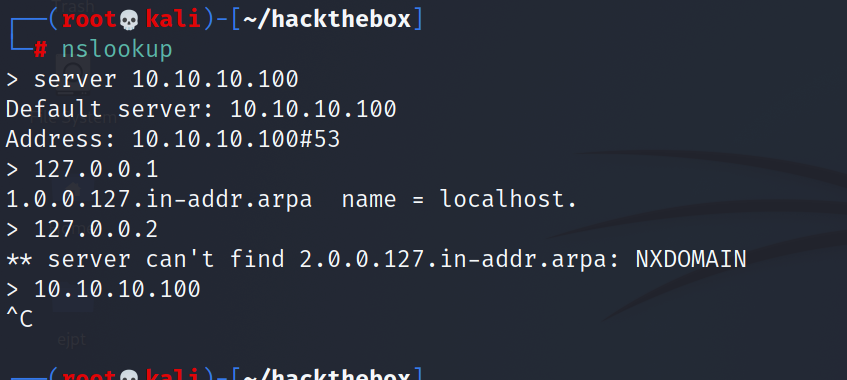 Trash
┌──(root💀kali)-[~/hackthebox]
└─# nslookup
> server 10.10.10.100
Default server: 10.10.10.100
Address: 10.10.10.100#53
> 127.0.0.1
1.0.0.127.in-addr.arpa  name = localhost.
> 127.0.0.2
** server can't find 2.0.0.127.in-addr.arpa: NXDOMAIN
> 10.10.10.100
^C
ejpt
┌──(root💀kali)-[~/hackthebox]